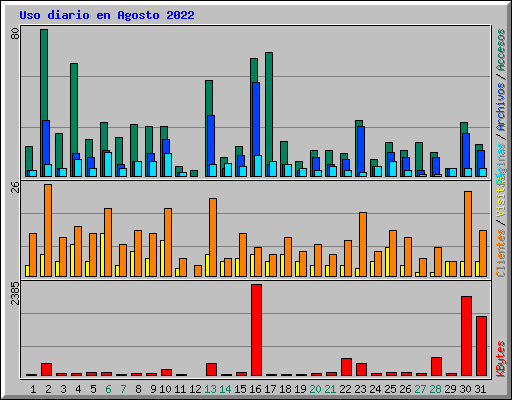 Uso diario en Agosto 2022
80
26
2385
Accesos / Archivos / Páginas
Visitas / Clientes
KBytes
1 2 3 4 5 6 7 8 9 10 11 12 13 14 15 16 17 18 19 20 21 22 23 24 25 26 27 28 29 30 31